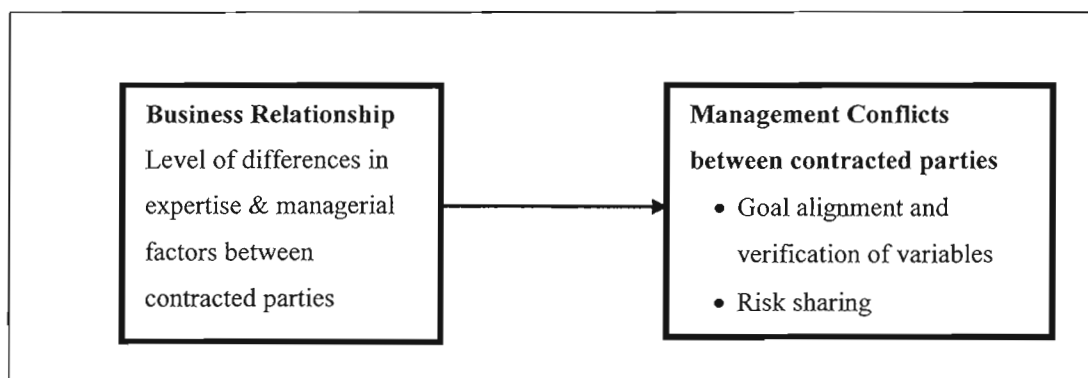 Business Relationship
Level of differences in
expertise & managerial
factors between
contracted parties
Management Conflicts
between contracted parties
• Goal alignment and
verification of variables
• Risk sharing